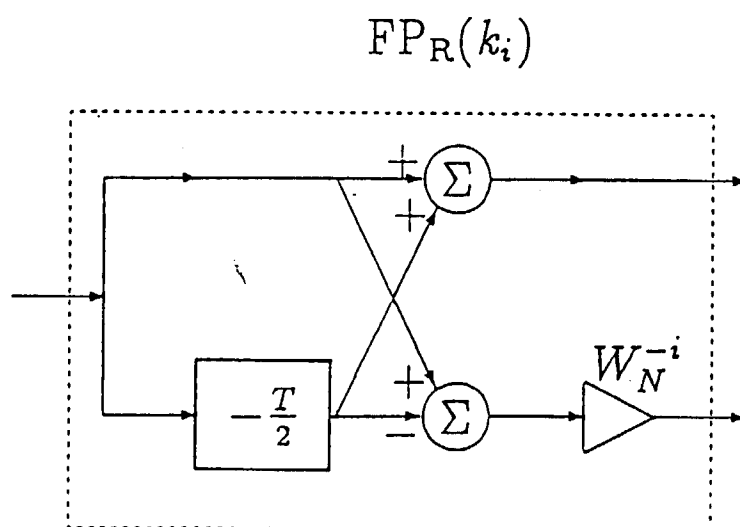 FP_R(k_i)
+
Σ
+
W_N^{-i}
+
-T/2
−
Σ